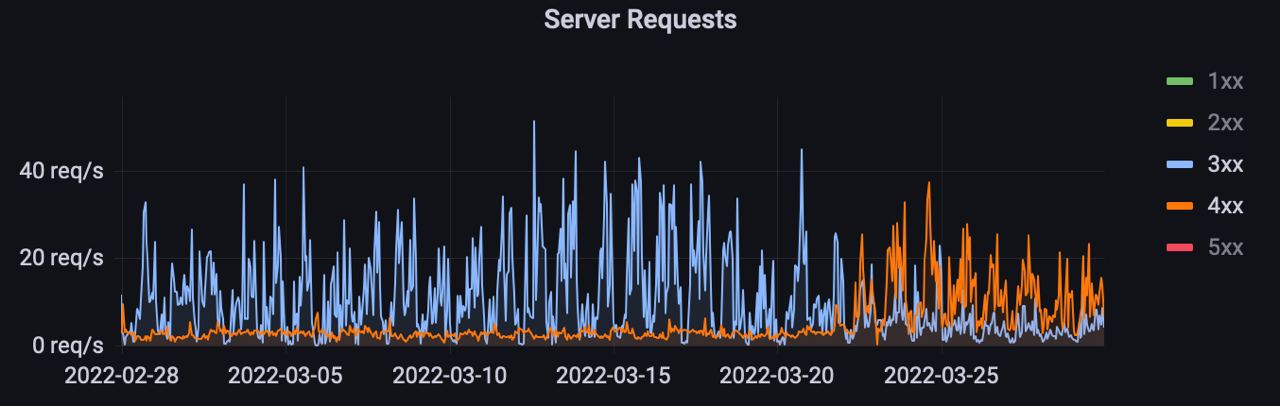 Server Requests
1xx
2xx
3xx
4xx
5xx
40 req/s
20 req/s
0 req/s
2022-02-28 2022-03-05 2022-03-10 2022-03-15 2022-03-20 2022-03-25